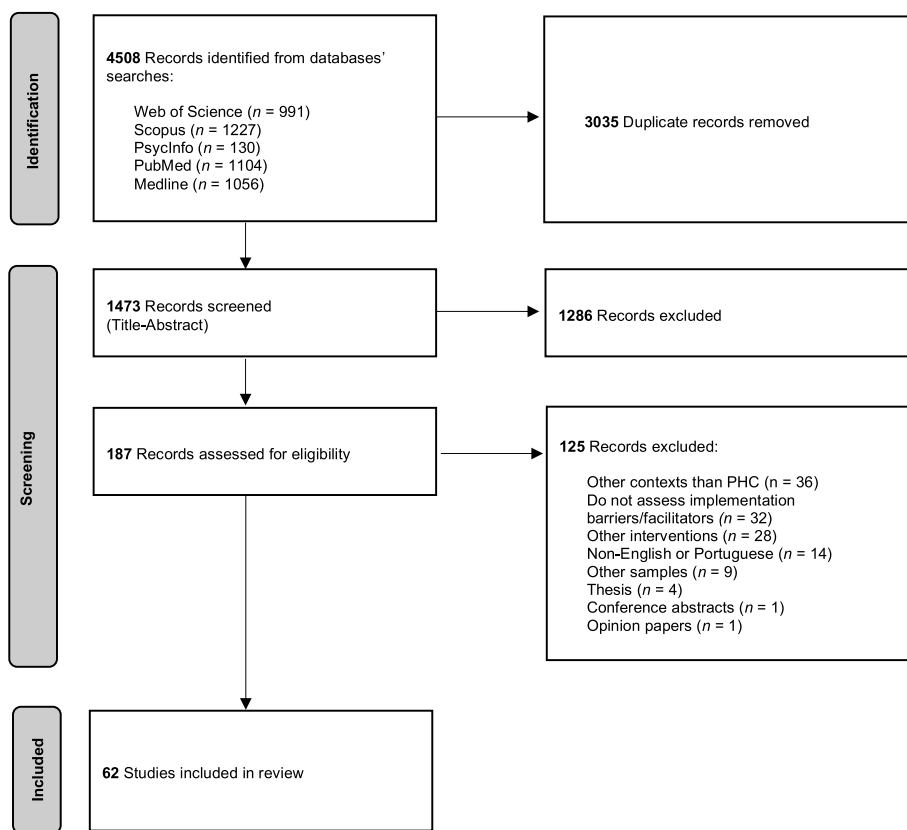 Identification
4508 Records identified from databases’
searches:
Web of Science (n = 991)
Scopus (n = 1227)
PsycInfo (n = 130)
PubMed (n = 1104)
Medline (n = 1056)
3035 Duplicate records removed
Screening
1473 Records screened
(Title-Abstract)
1286 Records excluded
187 Records assessed for eligibility
125 Records excluded:
Other contexts than PHC (n = 36)
Do not assess implementation
barriers/facilitators (n = 32)
Other interventions (n = 28)
Non-English or Portuguese (n = 14)
Other samples (n = 9)
Thesis (n = 4)
Conference abstracts (n = 1)
Opinion papers (n = 1)
Included
62 Studies included in review